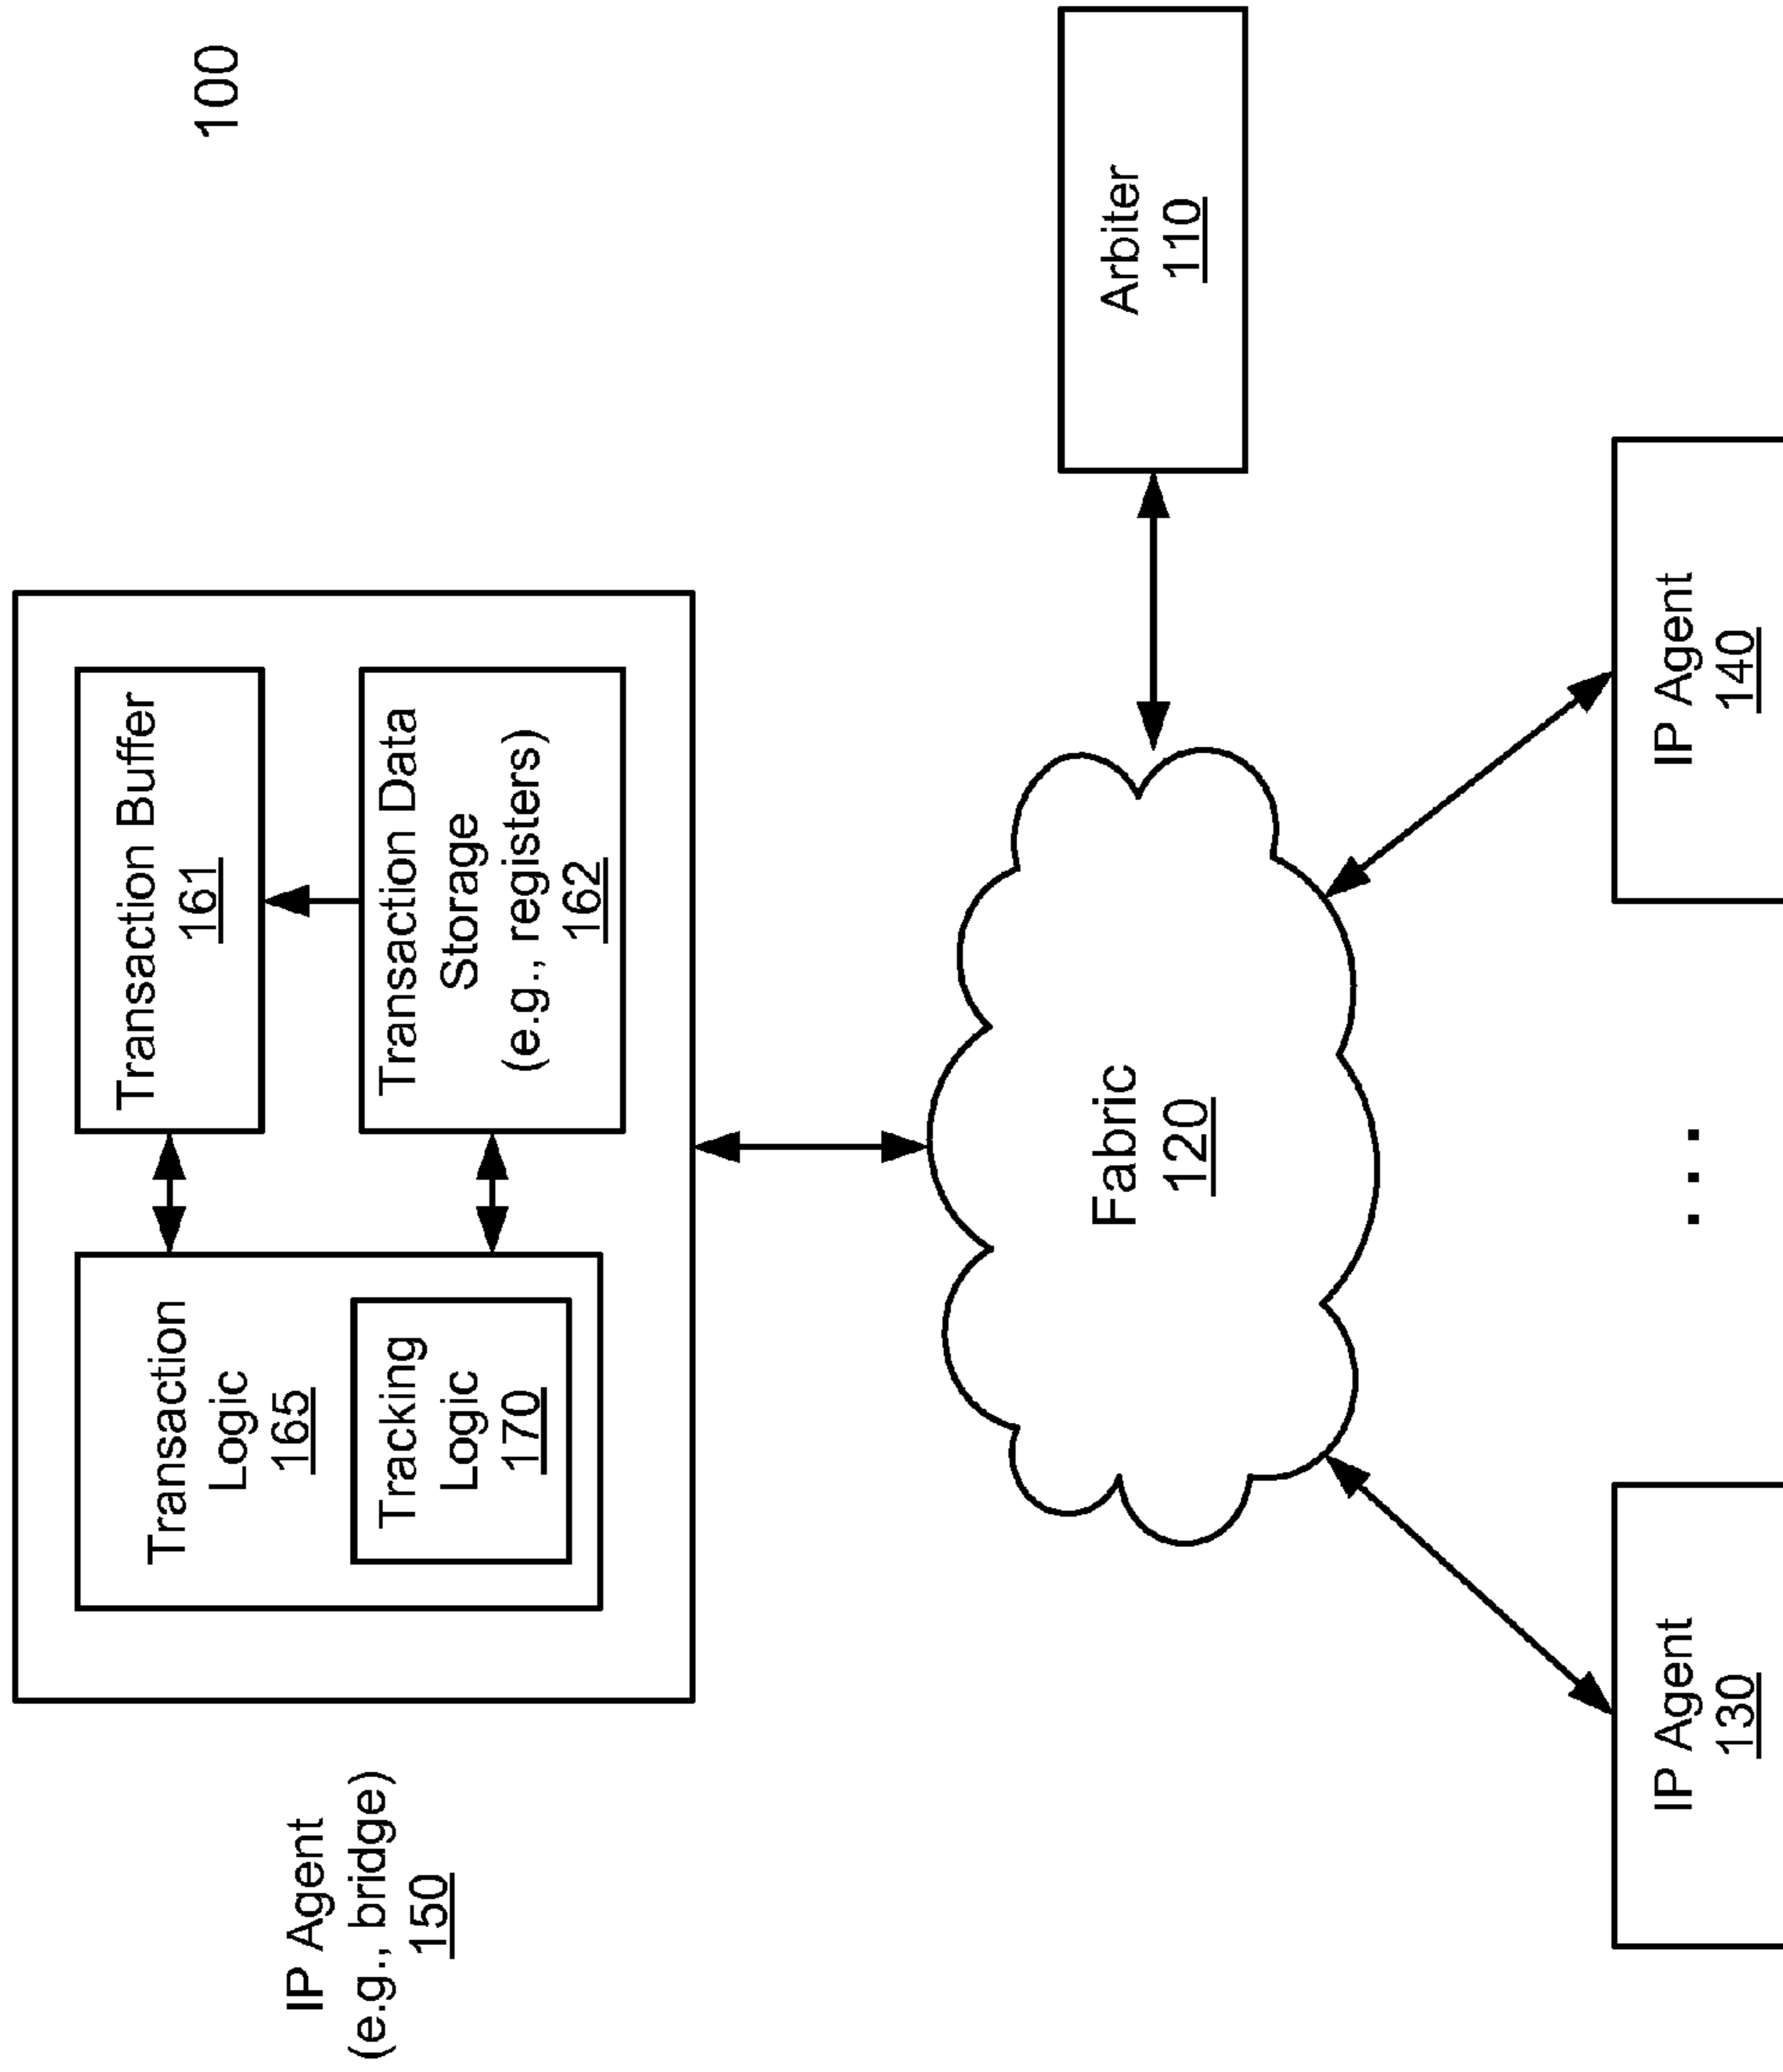 100
IP Agent
(e.g., bridge)
150
Transaction
Logic
165
Tracking
Logic
170
Transaction Buffer
161
Transaction Data
Storage
(e.g., registers)
162
Fabric
120
Arbiter
110
IP Agent
130
. . .
IP Agent
140